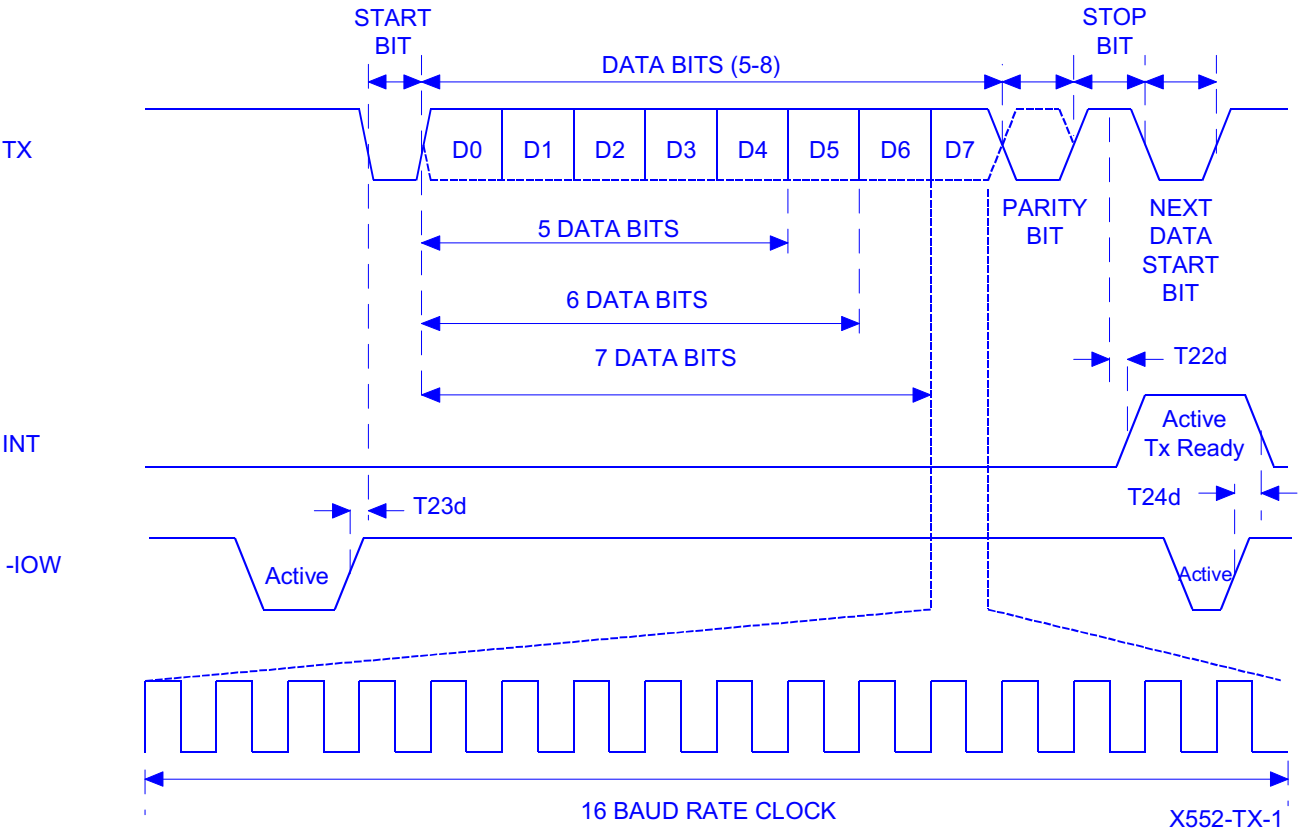 START
BIT
STOP
BIT
DATA BITS (5-8)
TX
D0 D1 D2 D3 D4 D5 D6 D7
PARITY
BIT
NEXT
DATA
START
BIT
5 DATA BITS
6 DATA BITS
7 DATA BITS
T22d
INT
Active
Tx Ready
T23d
T24d
-IOW
Active
Active
16 BAUD RATE CLOCK
X552-TX-1